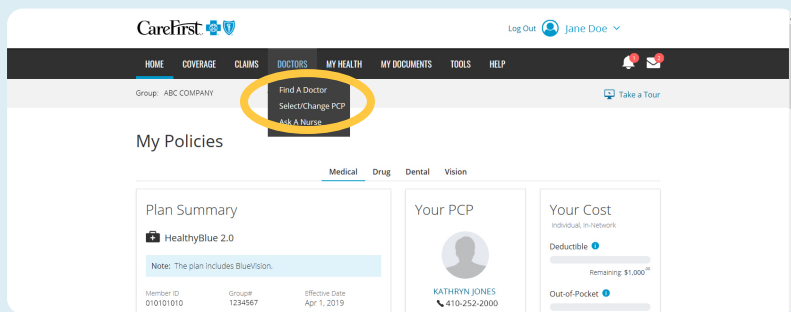 CareFirst
Log Out Jane Doe
HOME COVERAGE CLAIMS DOCTORS MY HEALTH MY DOCUMENTS TOOLS HELP
Group: ABC COMPANY
Find A Doctor
Select/Change PCP
Ask A Nurse
Take a Tour
My Policies
Medical Drug Dental Vision
Plan Summary
HealthyBlue 2.0
Note: The plan includes BlueVision.
Member ID Group# Effective Date
010101010 1234567 Apr 1, 2019
Your PCP
KATHRYN JONES
410-252-2000
Your Cost
Individual, In-Network
Deductible
Remaining: $1,000
Out-of-Pocket